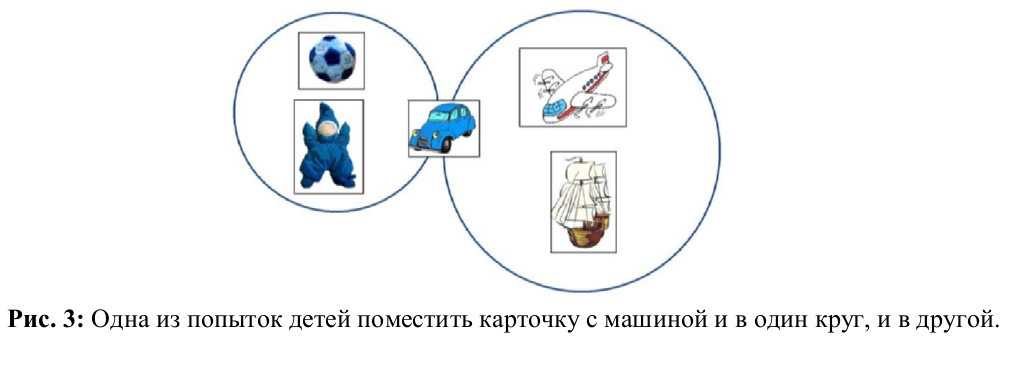 Рис. 3: Одна из попыток детей поместить карточку с машиной и в один круг, и в другой.